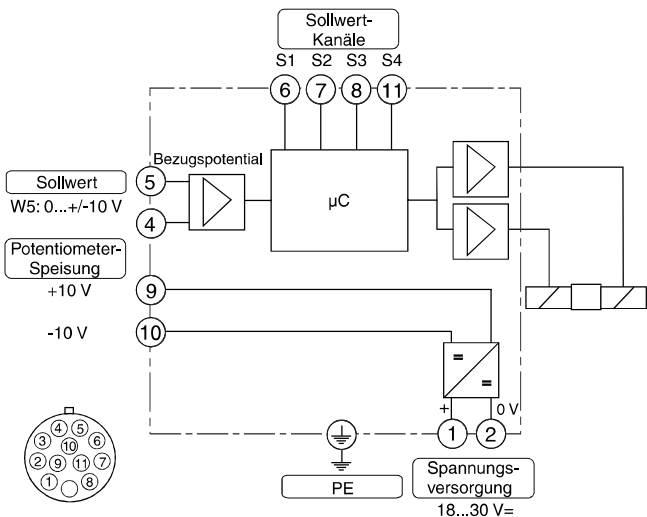 Sollwert-
Kanäle
S1 S2 S3 S4
6 7 8 11
Bezugspotential
5
Sollwert
W5: 0...+/-10 V
4
µC
Potentiometer-
Speisung
+10 V
9
-10 V
10
=
=
+ 0 V
1 2
4 5
3 10 6
2 9 11 7
1 8
PE
Spannungs-
versorgung
18...30 V=